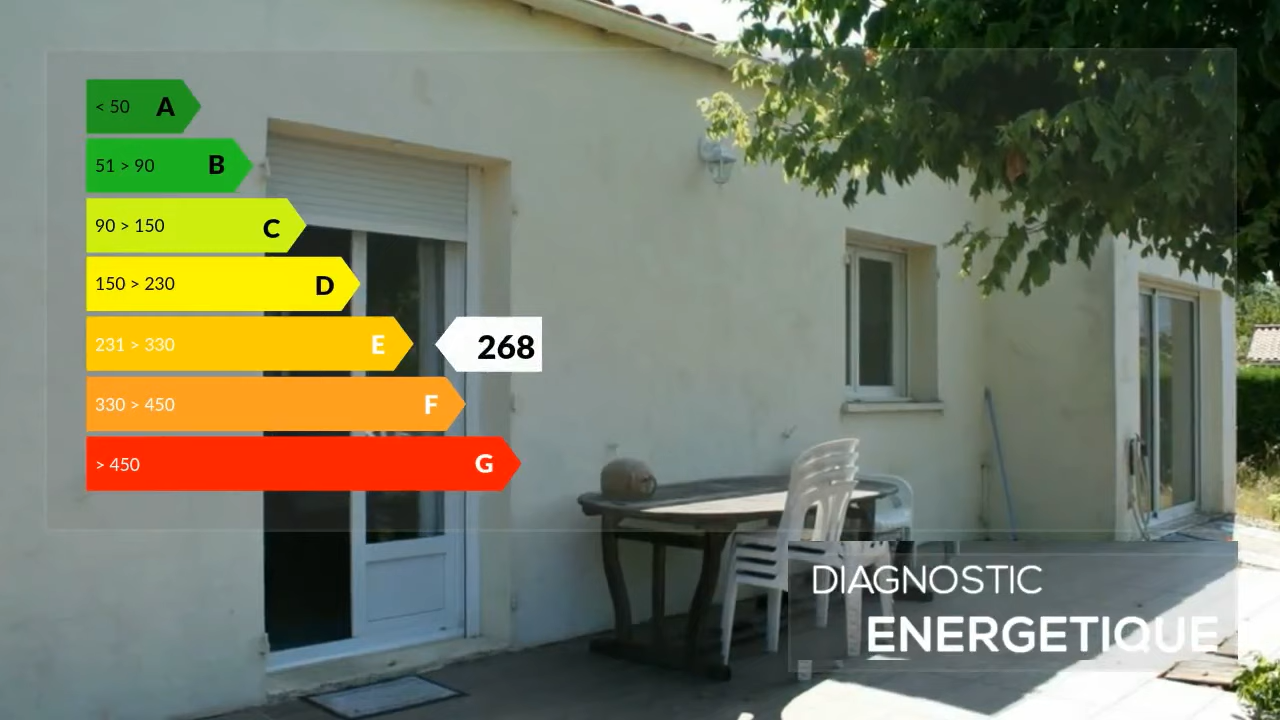 < 50 A
51 > 90 B
90 > 150 C
150 > 230 D
231 > 330 E 268
330 > 450 F
> 450 G
DIAGNOSTIC
ENERGETIQUE